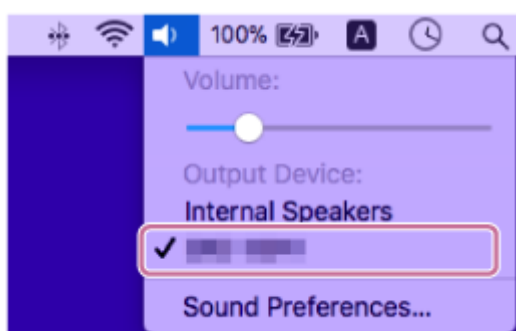 100% A
Volume:
Output Device:
Internal Speakers
Sound Preferences...